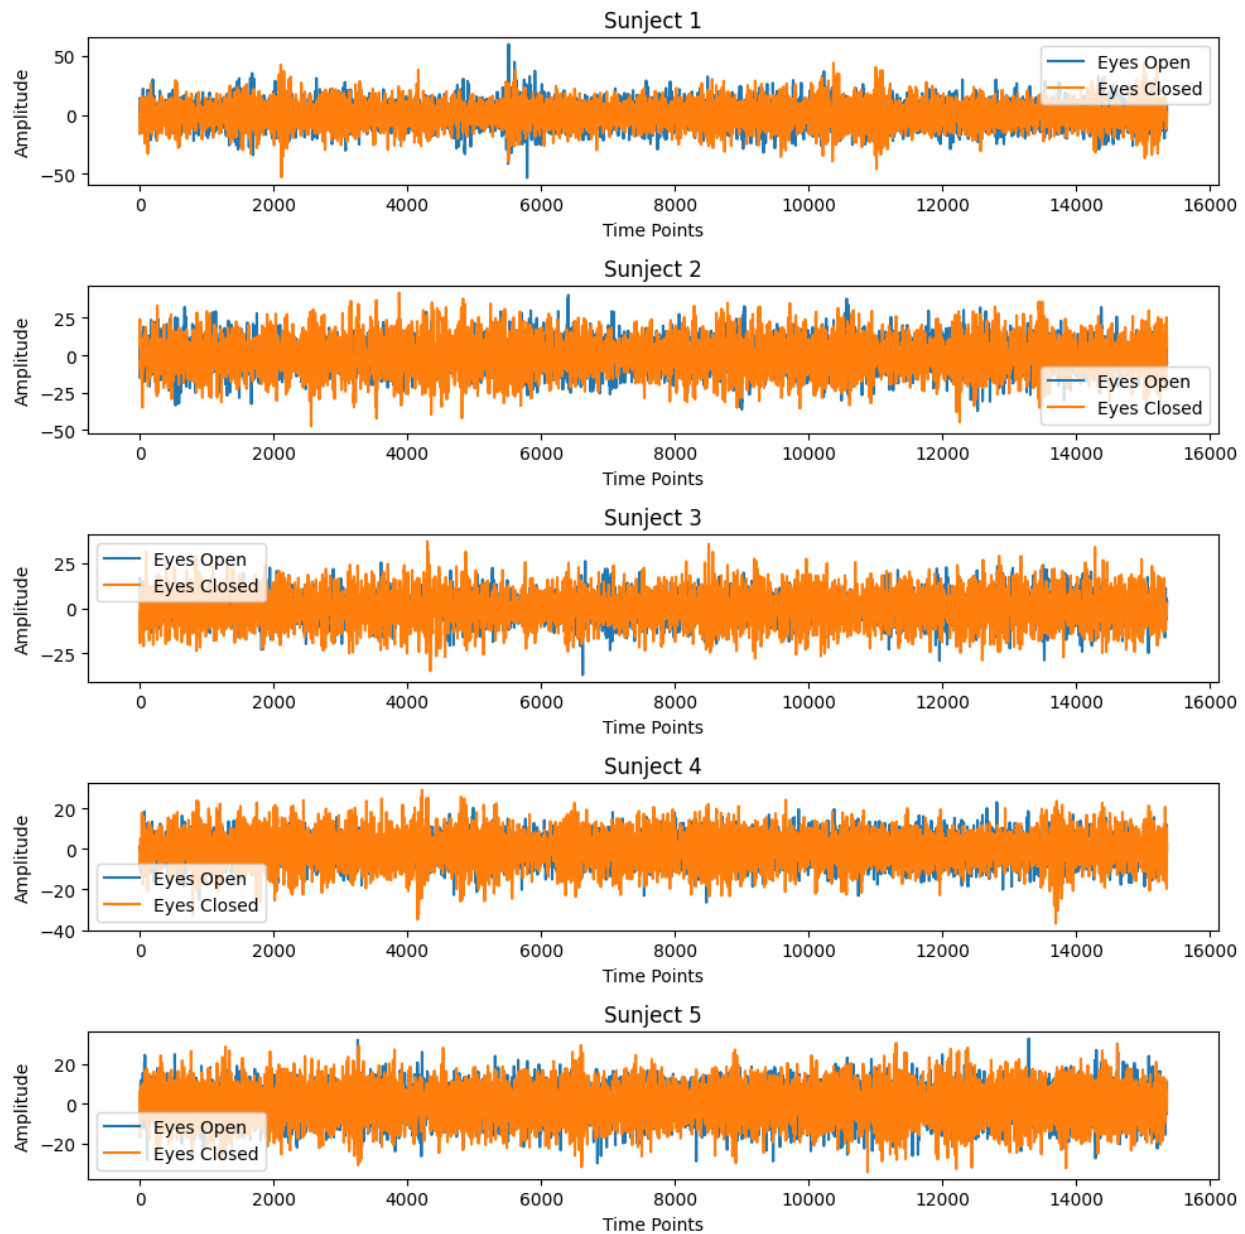 Sunject 1
50
0
−50
Amplitude
Eyes Open
Eyes Closed
0 2000 4000 6000 8000 10000 12000 14000 16000
Time Points
Sunject 2
25
0
−25
−50
Amplitude
Eyes Open
Eyes Closed
0 2000 4000 6000 8000 10000 12000 14000 16000
Time Points
Sunject 3
25
0
−25
Amplitude
Eyes Open
Eyes Closed
0 2000 4000 6000 8000 10000 12000 14000 16000
Time Points
Sunject 4
20
0
−20
−40
Amplitude
Eyes Open
Eyes Closed
0 2000 4000 6000 8000 10000 12000 14000 16000
Time Points
Sunject 5
20
0
−20
Amplitude
Eyes Open
Eyes Closed
0 2000 4000 6000 8000 10000 12000 14000 16000
Time Points